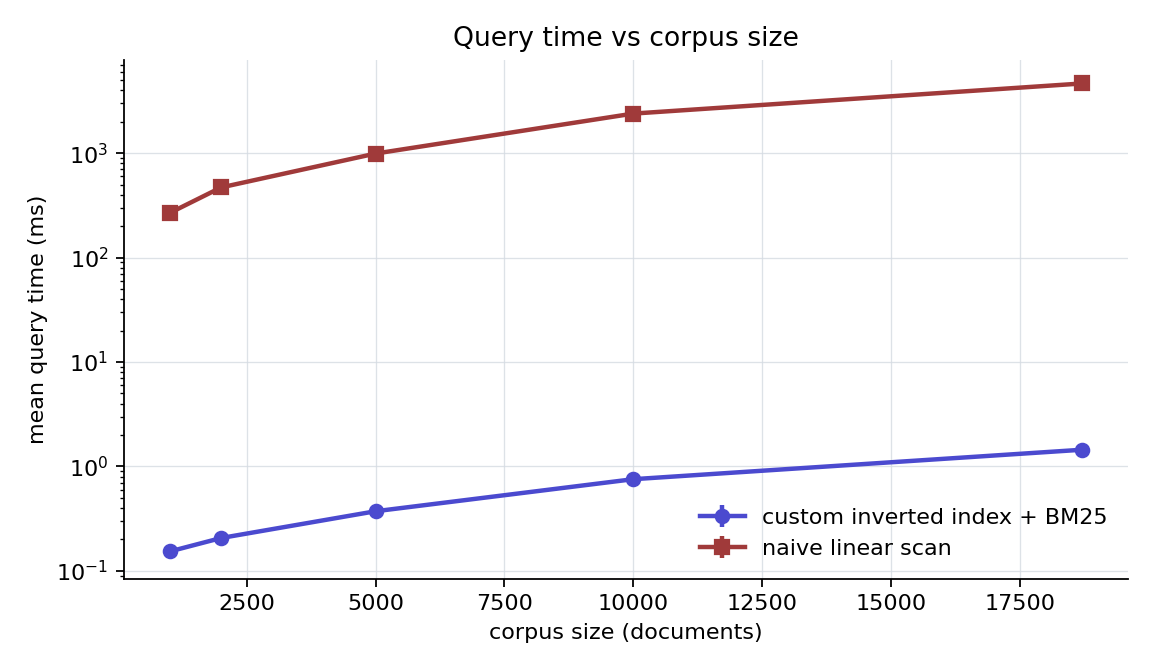 Query time vs corpus size
mean query time (ms)
10³
10²
10¹
10⁰
10⁻¹
custom inverted index + BM25
naive linear scan
2500 5000 7500 10000 12500 15000 17500
corpus size (documents)